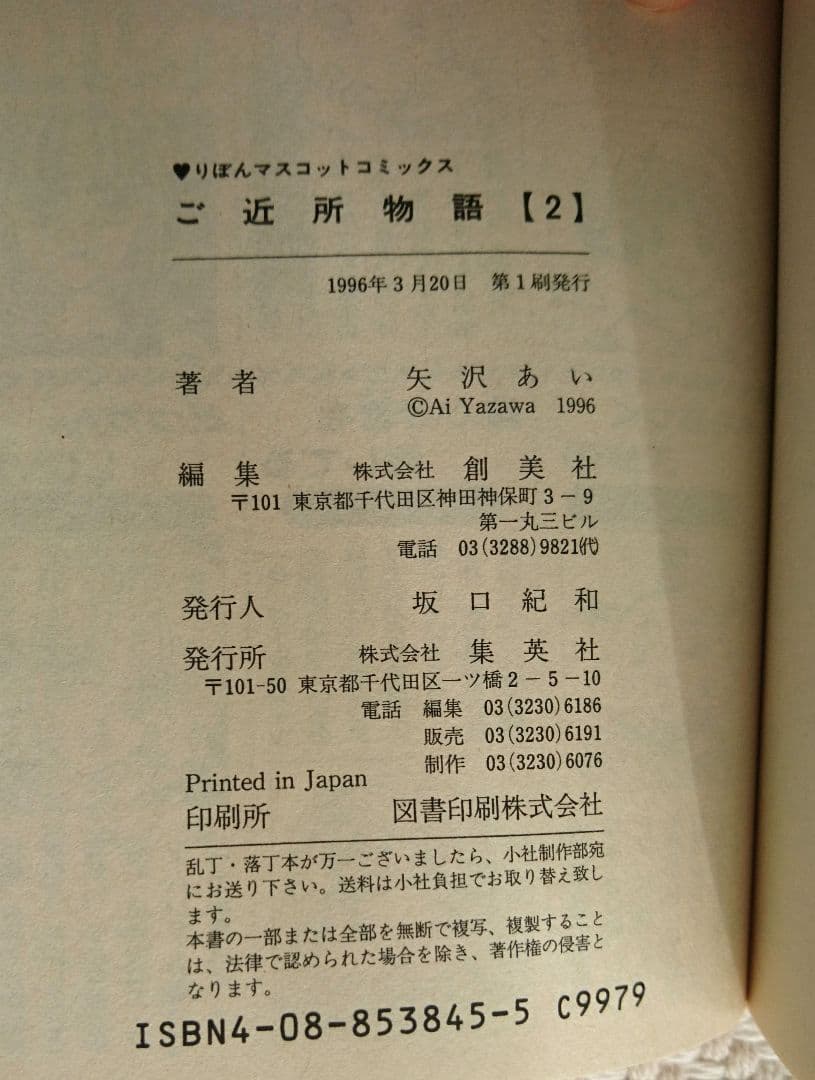 ♥りぼんマスコットコミックス
ご近所物語【2】
1996年3月20日 第1刷発行
著者 矢沢あい
©Ai Yazawa 1996
編集 株式会社 創美社
〒101 東京都千代田区神田神保町3-9
第一丸三ビル
電話 03(3288)9821㈹
発行人 坂口紀和
発行所 株式会社 集英社
〒101-50 東京都千代田区一ツ橋2-5-10
電話 編集 03(3230)6186
販売 03(3230)6191
制作 03(3230)6076
Printed in Japan
印刷所 図書印刷株式会社
乱丁・落丁本が万一ございましたら、小社制作部宛
にお送り下さい。送料は小社負担でお取り替え致し
ます。
本書の一部または全部を無断で複写、複製すること
は、法律で認められた場合を除き、著作権の侵害と
なります。
ISBN4-08-853845-5 C9979